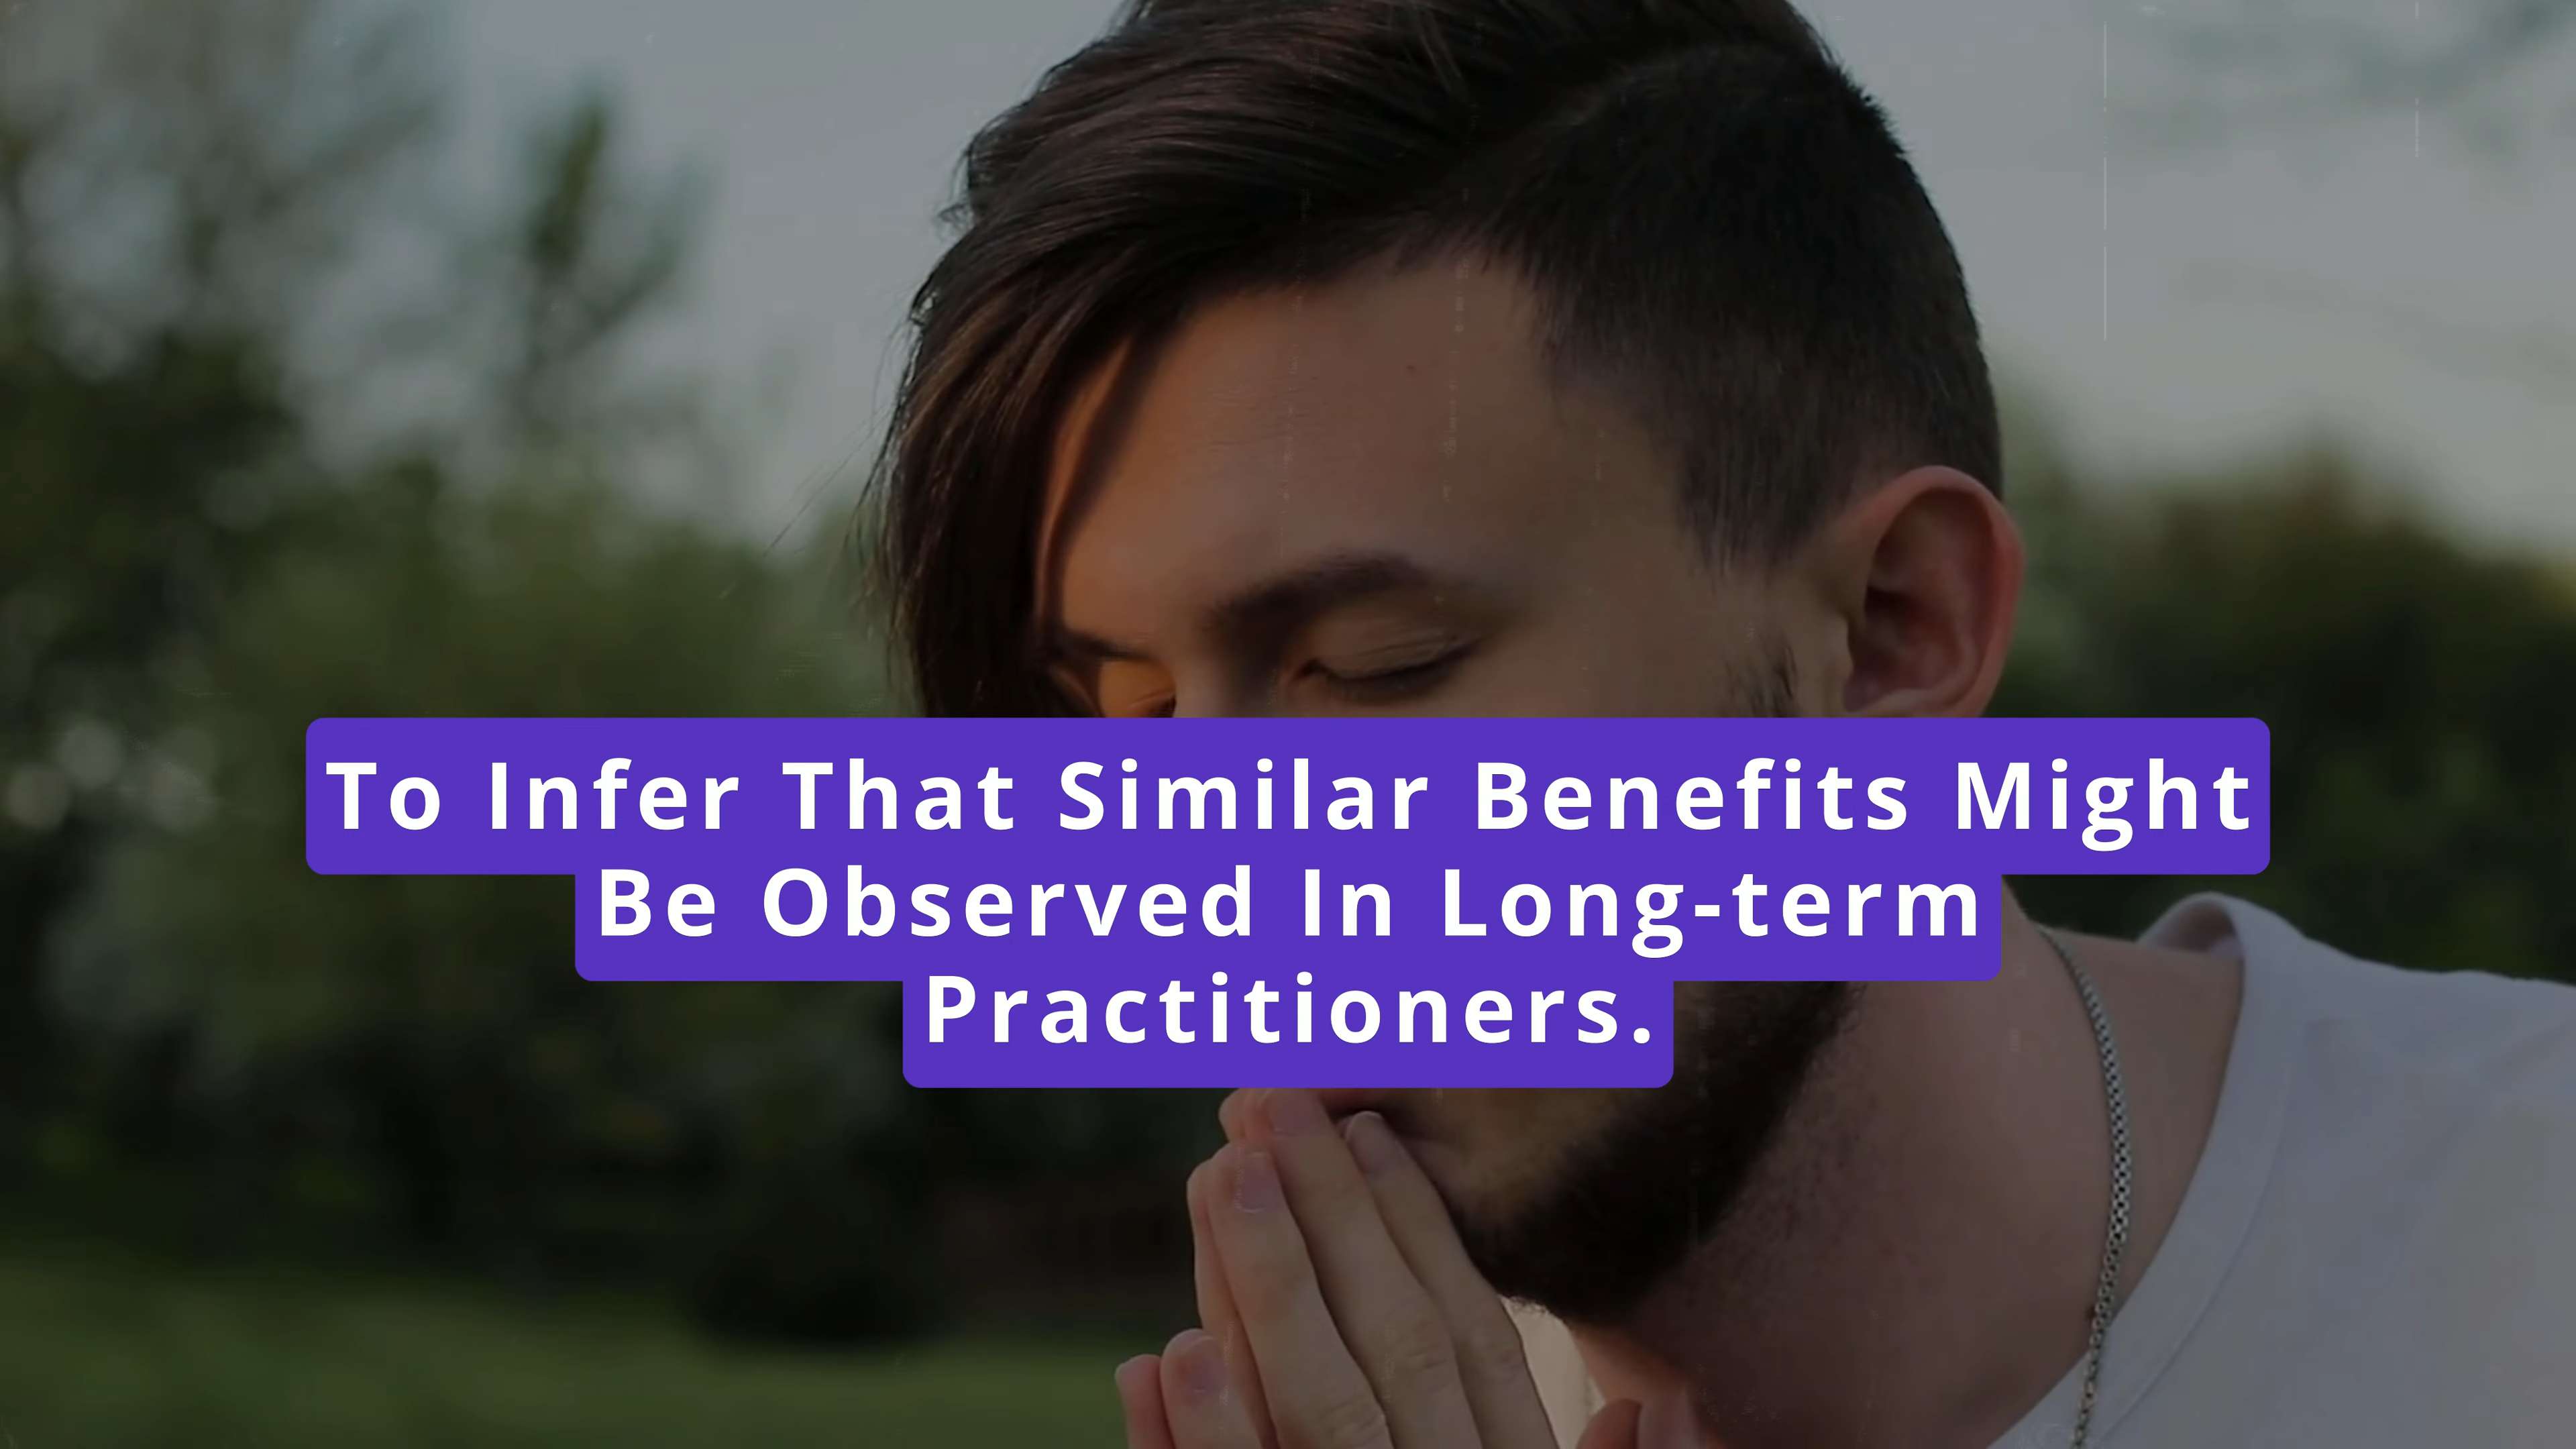 To Infer That Similar Benefits Might
Be Observed In Long-term
Practitioners.